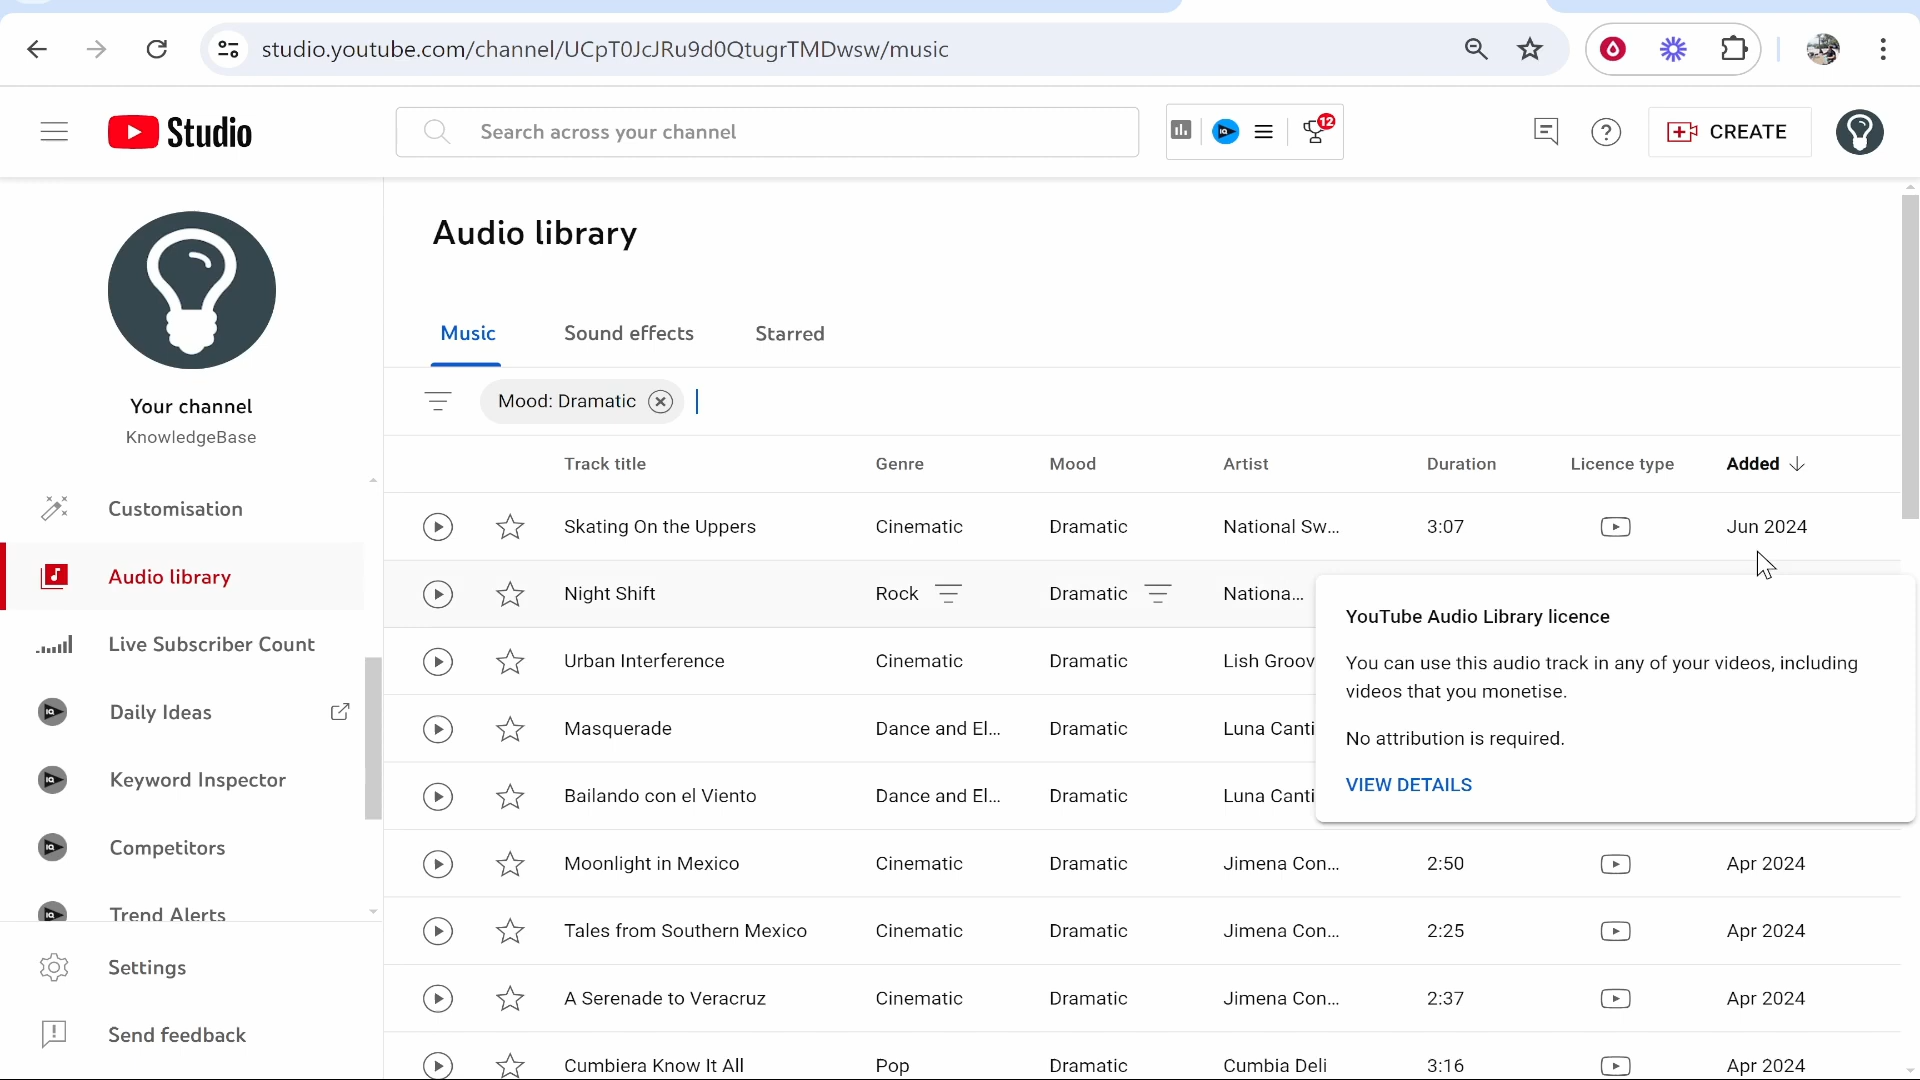 studio.youtube.com/channel/UCpT0JcJRu9d0QtugrTMDwsw/music
Studio
Search across your channel
12
CREATE
Your channel
KnowledgeBase
Customisation
Audio library
Live Subscriber Count
Daily Ideas
Keyword Inspector
Competitors
Trend Alerts
Settings
Send feedback
Audio library
Music Sound effects Starred
Mood: Dramatic
Track title Genre Mood Artist Duration Licence type Added
Skating On the Uppers Cinematic Dramatic National Sw... 3:07 Jun 2024
Night Shift Rock Dramatic Nationa...
Urban Interference Cinematic Dramatic Lish Groov
Masquerade Dance and El... Dramatic Luna Canti
Bailando con el Viento Dance and El... Dramatic Luna Canti
Moonlight in Mexico Cinematic Dramatic Jimena Con... 2:50 Apr 2024
Tales from Southern Mexico Cinematic Dramatic Jimena Con... 2:25 Apr 2024
A Serenade to Veracruz Cinematic Dramatic Jimena Con... 2:37 Apr 2024
Cumbiera Know It All Pop Dramatic Cumbia Deli 3:16 Apr 2024
YouTube Audio Library licence
You can use this audio track in any of your videos, including
videos that you monetise.
No attribution is required.
VIEW DETAILS